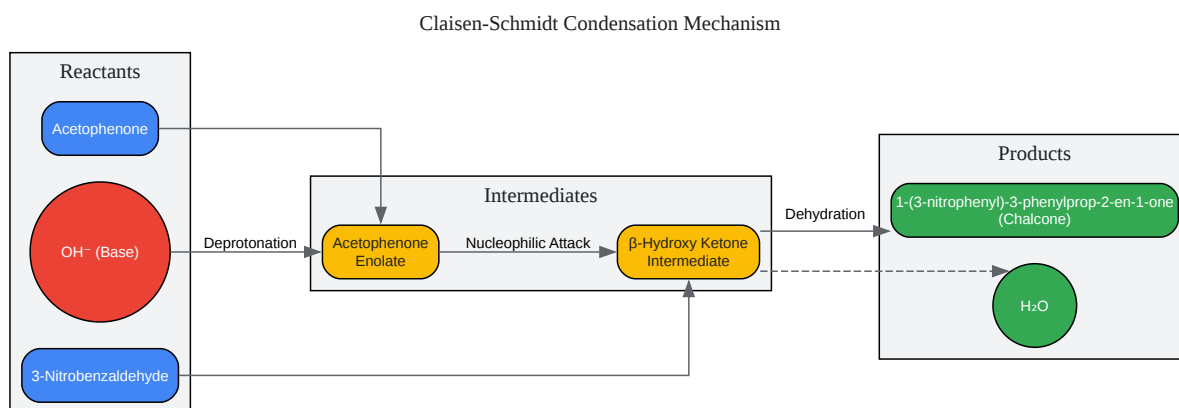 Claisen-Schmidt Condensation Mechanism
Reactants
Acetophenone
OH⁻ (Base)
3-Nitrobenzaldehyde
Deprotonation
Intermediates
Acetophenone
Enolate
Nucleophilic Attack
β-Hydroxy Ketone
Intermediate
Dehydration
Products
1-(3-nitrophenyl)-3-phenylprop-2-en-1-one
(Chalcone)
H₂O